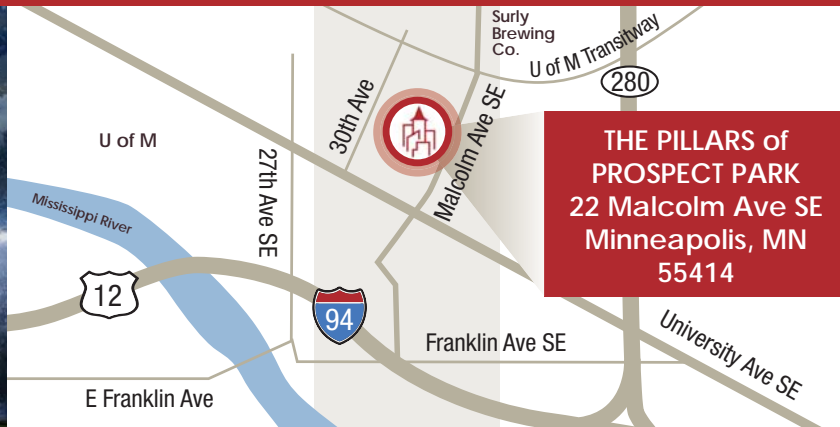 Surly
Brewing
Co.
U of M Transitway
280
30th Ave
Malcolm Ave SE
U of M
27th Ave SE
THE PILLARS of
PROSPECT PARK
22 Malcolm Ave SE
Minneapolis, MN
55414
Mississippi River
12
94
Franklin Ave SE
University Ave SE
E Franklin Ave